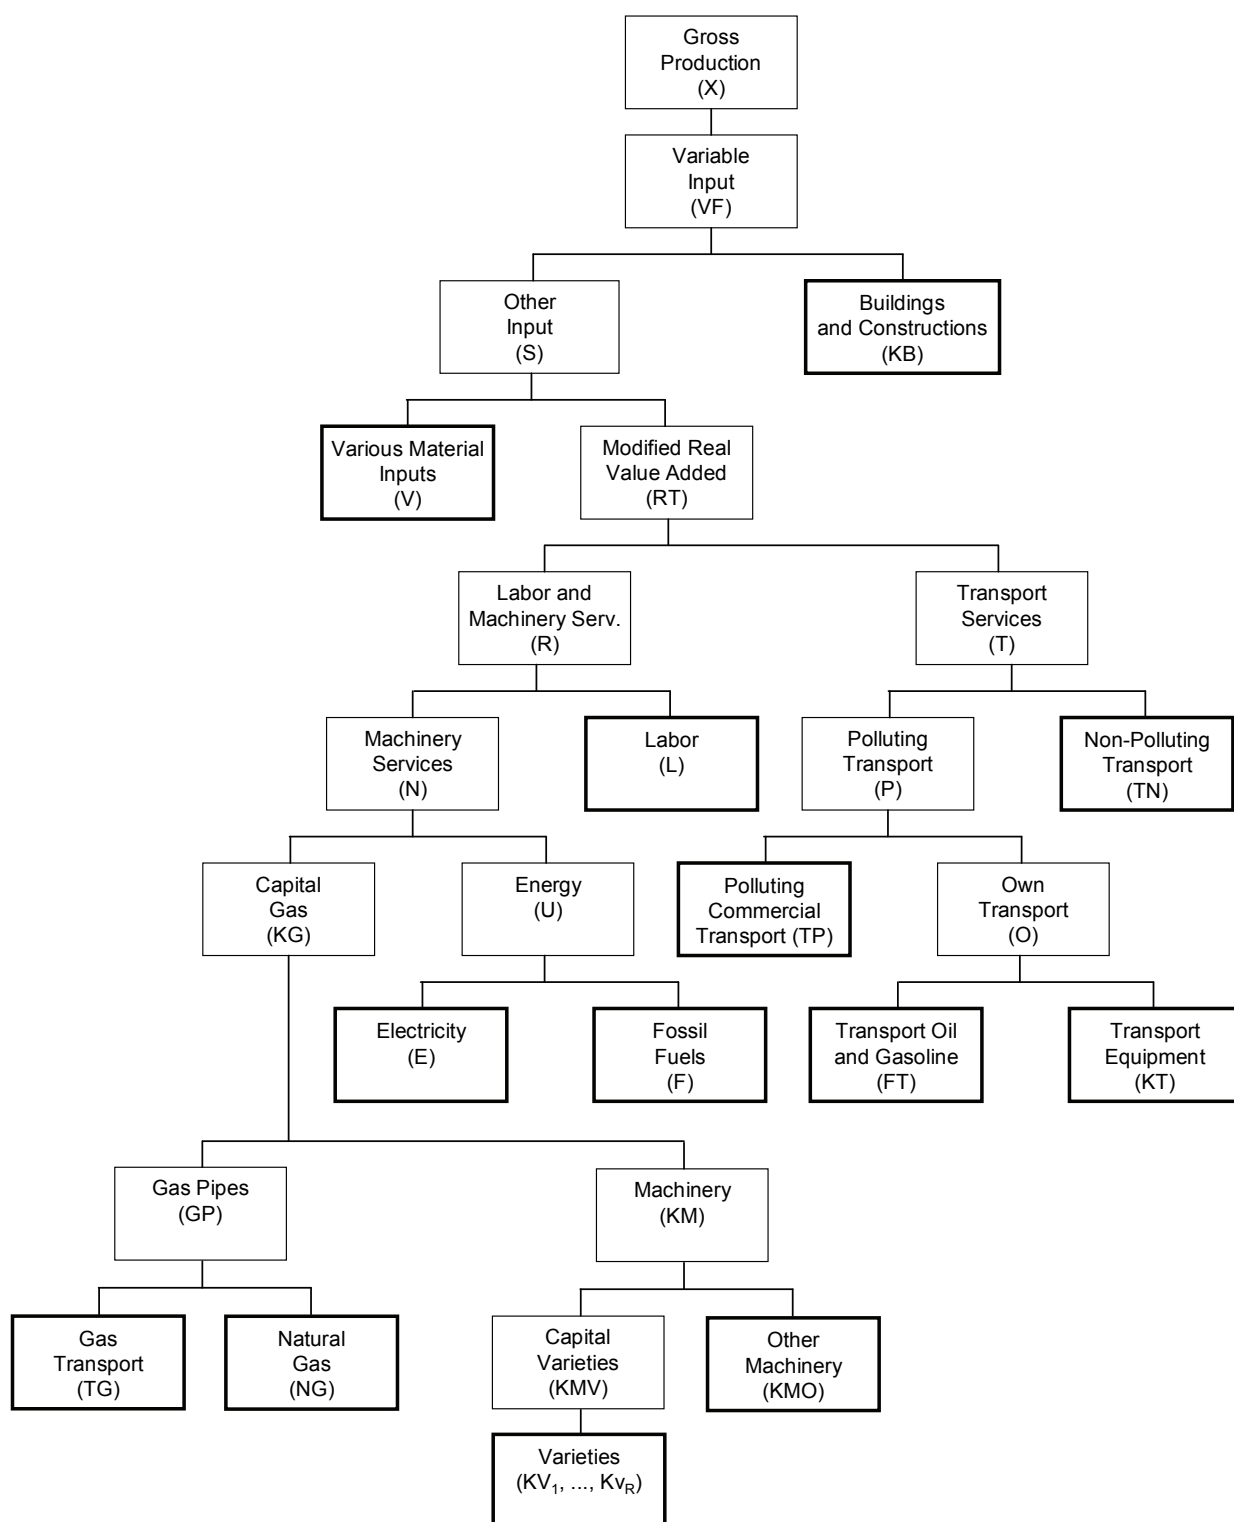 Gross
Production
(X)
Variable
Input
(VF)
Other
Input
(S)
Buildings
and Constructions
(KB)
Various Material
Inputs
(V)
Modified Real
Value Added
(RT)
Labor and
Machinery Serv.
(R)
Transport
Services
(T)
Machinery
Services
(N)
Labor
(L)
Polluting
Transport
(P)
Non-Polluting
Transport
(TN)
Capital
Gas
(KG)
Energy
(U)
Polluting
Commercial
Transport (TP)
Own
Transport
(O)
Electricity
(E)
Fossil
Fuels
(F)
Transport Oil
and Gasoline
(FT)
Transport
Equipment
(KT)
Gas Pipes
(GP)
Machinery
(KM)
Gas
Transport
(TG)
Natural
Gas
(NG)
Capital
Varieties
(KMV)
Other
Machinery
(KMO)
Varieties
(KV1, ..., KvR)